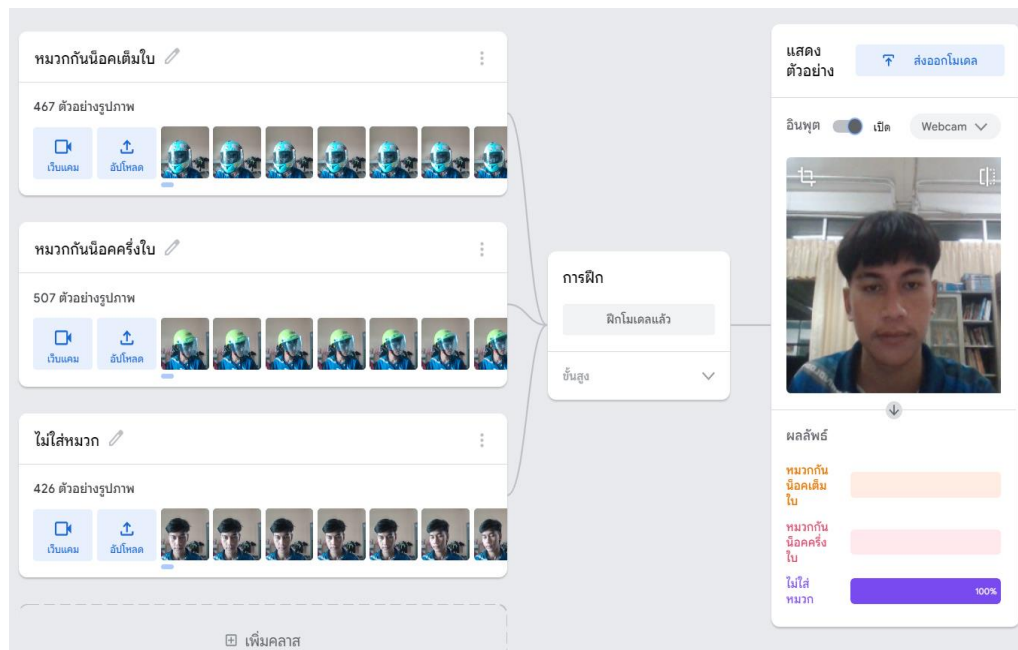 หมวกกันน็อคเต็มใบ
467 ตัวอย่างรูปภาพ
เว็บแคม
อัปโหลด
หมวกกันน็อคครึ่งใบ
507 ตัวอย่างรูปภาพ
เว็บแคม
อัปโหลด
ไม่ใส่หมวก
426 ตัวอย่างรูปภาพ
เว็บแคม
อัปโหลด
เพิ่มคลาส
การฝึก
ฝึกโมเดลแล้ว
ขั้นสูง
แสดง
ตัวอย่าง
ส่งออกโมเดล
อินพุต
เปิด
Webcam
ผลลัพธ์
หมวกกัน
น็อคเต็ม
ใบ
หมวกกัน
น็อคครึ่ง
ใบ
ไม่ใส่
หมวก
100%